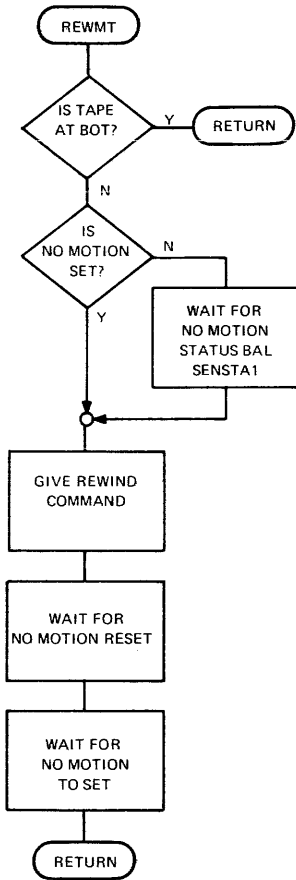 REWMT
IS TAPE
AT BOT?
Y
RETURN
N
IS
NO MOTION
SET?
N
Y
WAIT FOR
NO MOTION
STATUS BAL
SENSTA1
GIVE REWIND
COMMAND
WAIT FOR
NO MOTION RESET
WAIT FOR
NO MOTION
TO SET
RETURN